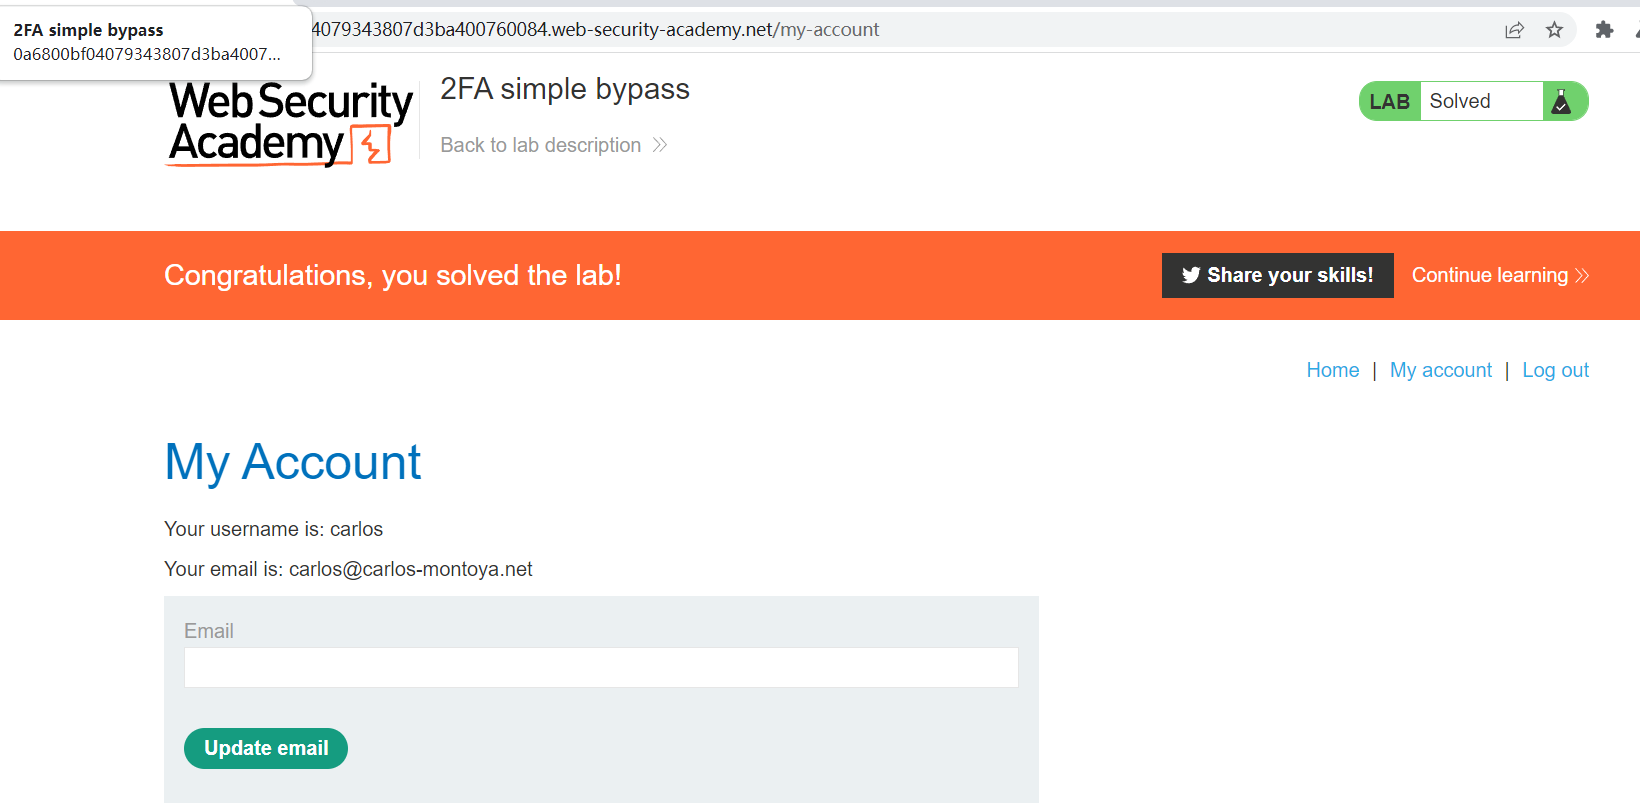 2FA simple bypass
0a6800bf04079343807d3ba4007...
4079343807d3ba400760084.web-security-academy.net/my-account
Web Security
Academy
2FA simple bypass
Back to lab description
LAB Solved
Congratulations, you solved the lab!
Share your skills!
Continue learning
Home | My account | Log out
My Account
Your username is: carlos
Your email is: carlos@carlos-montoya.net
Email
Update email